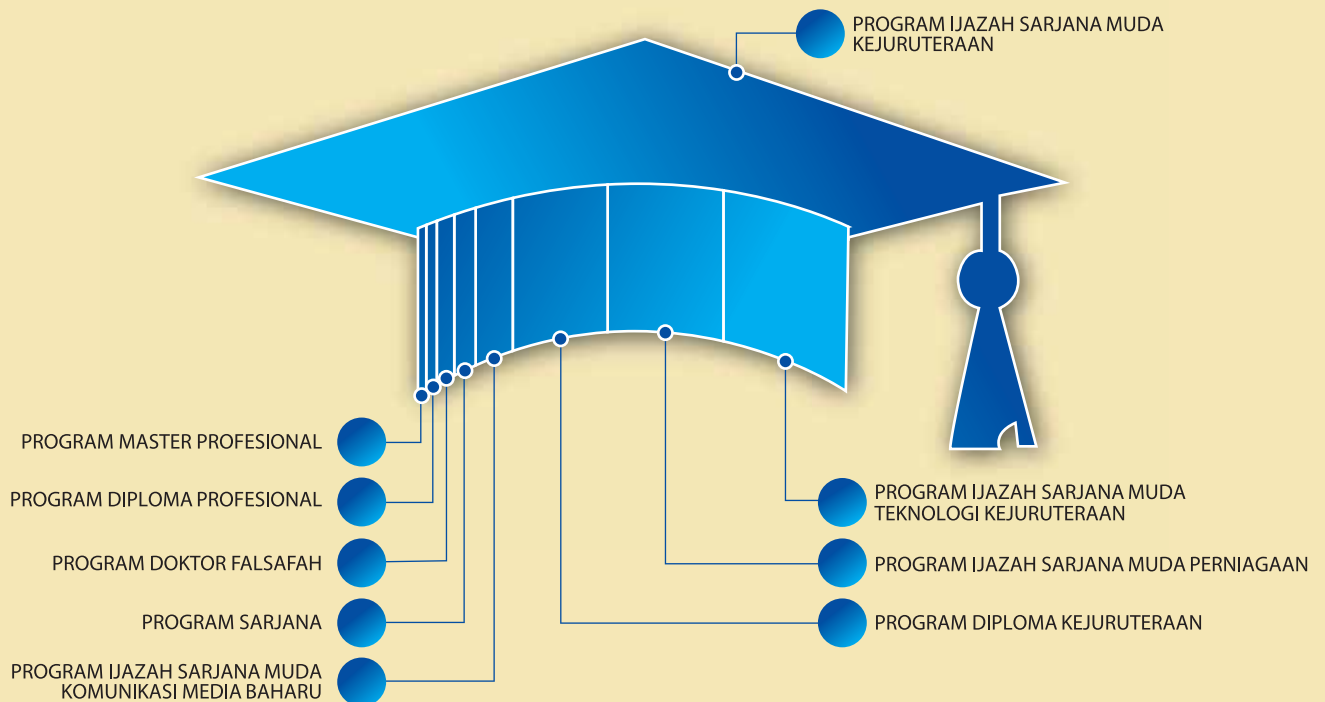 PROGRAM IJAZAH SARJANA MUDA
KEJURUTERAAN
PROGRAM MASTER PROFESIONAL
PROGRAM DIPLOMA PROFESIONAL
PROGRAM DOKTOR FALSAFAH
PROGRAM SARJANA
PROGRAM IJAZAH SARJANA MUDA
KOMUNIKASI MEDIA BAHARU
PROGRAM IJAZAH SARJANA MUDA
TEKNOLOGI KEJURUTERAAN
PROGRAM IJAZAH SARJANA MUDA PERNIAGAAN
PROGRAM DIPLOMA KEJURUTERAAN